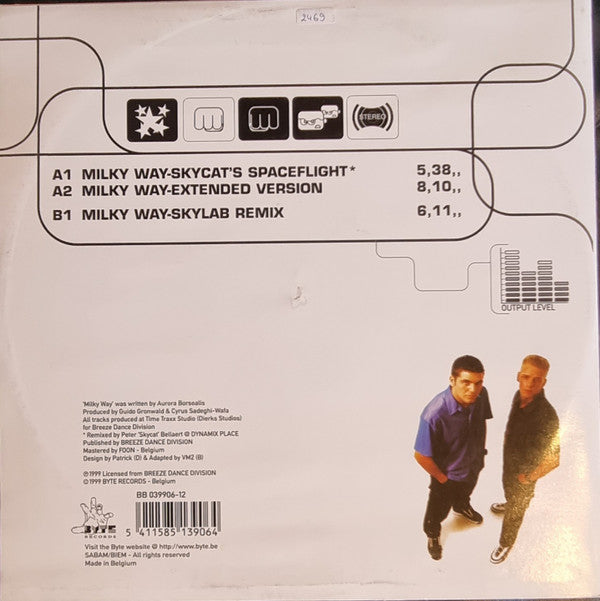 2469
STEREO
A1 MILKY WAY-SKYCAT'S SPACEFLIGHT* 5,38,,
A2 MILKY WAY-EXTENDED VERSION 8,10,,
B1 MILKY WAY-SKYLAB REMIX 6,11,,
OUTPUT LEVEL
'Milky Way' was written by Aurora Borsealis
Produced by Guido Gronwald & Cyrus Sadeghi-Wafa
All tracks produced at Time Traxx Studio (Dierks Studios)
for Breeze Dance Division
* Remixed by Peter 'Skycat' Bellaert @ DYNAMIX PLACE
Published by BREEZE DANCE DIVISION
Mastered by FOON - Belgium
Design by Patrick (D) & Adapted by VMZ (B)
℗ 1999 Licensed from BREEZE DANCE DIVISION
© 1999 BYTE RECORDS - Belgium
BB 039906-12
BYTE
RECORDS
5 411585 139064
Visit the Byte website @ http://www.byte.be
SABAM/BIEM - All rights reserved
Made in Belgium